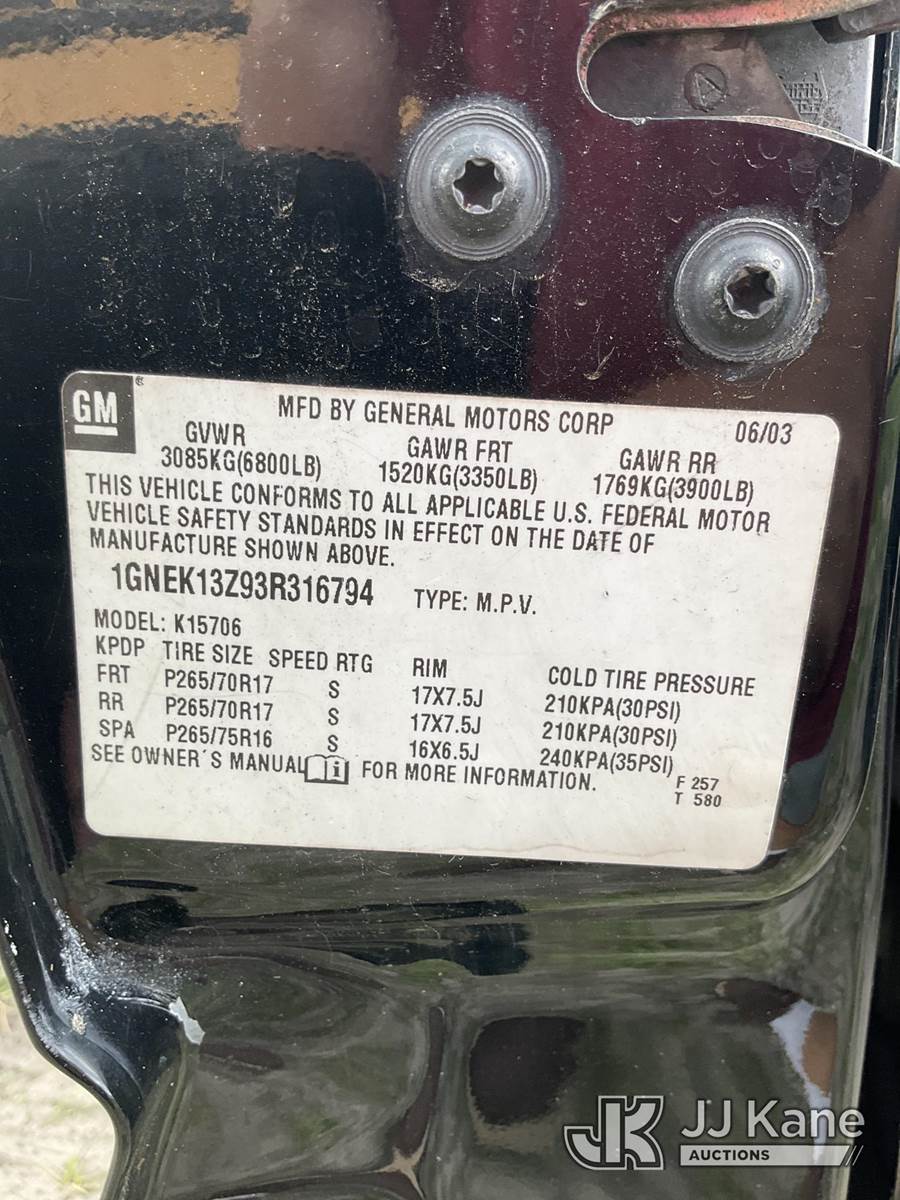 GM
MFD BY GENERAL MOTORS CORP 06/03
GVWR GAWR FRT GAWR RR
3085KG(6800LB) 1520KG(3350LB) 1769KG(3900LB)
THIS VEHICLE CONFORMS TO ALL APPLICABLE U.S. FEDERAL MOTOR
VEHICLE SAFETY STANDARDS IN EFFECT ON THE DATE OF
MANUFACTURE SHOWN ABOVE.
1GNEK13Z93R316794 TYPE: M.P.V.
MODEL: K15706
KPDP TIRE SIZE SPEED RTG RIM COLD TIRE PRESSURE
FRT P265/70R17 S 17X7.5J 210KPA(30PSI)
RR P265/70R17 S 17X7.5J 210KPA(30PSI)
SPA P265/75R16 S 16X6.5J 240KPA(35PSI)
SEE OWNER´S MANUAL i FOR MORE INFORMATION.
F 257
T 580
JK JJ Kane
AUCTIONS